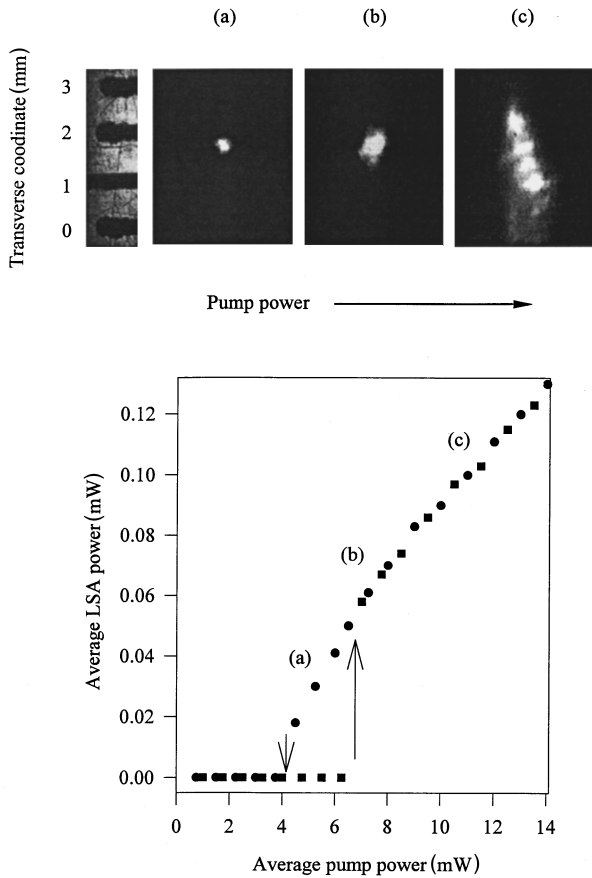 (a) (b) (c)
Transverse coodinate (mm)
3
2
1
0
Pump power
Average LSA power (mW)
0.12
0.10
0.08
0.06
0.04
0.02
0.00
(c)
(b)
(a)
0 2 4 6 8 10 12 14
Average pump power (mW)